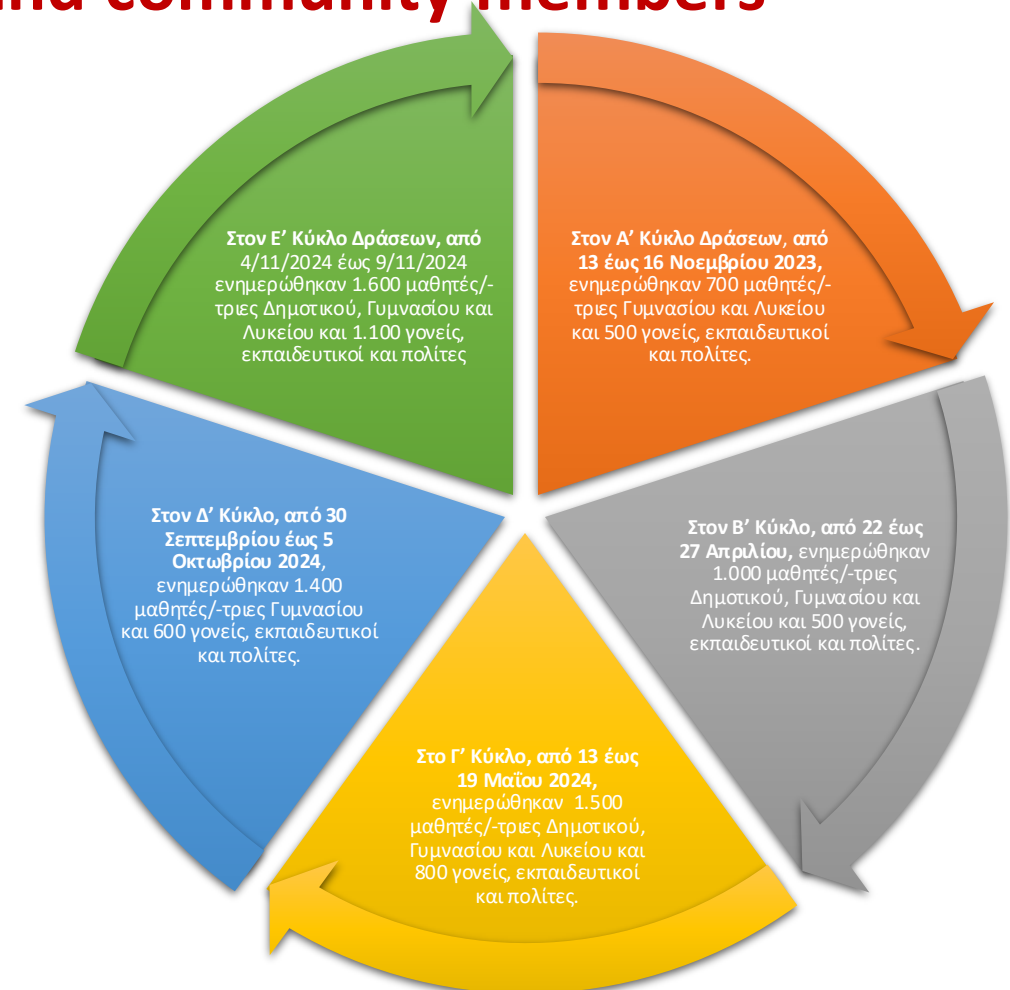 and community members
Στον Α’ Κύκλο Δράσεων, από
13 έως 16 Νοεμβρίου 2023,
ενημερώθηκαν 700 μαθητές/-
τριες Γυμνασίου και Λυκείου
και 500 γονείς, εκπαιδευτικοί
και πολίτες.
Στον Β’ Κύκλο, από 22 έως
27 Απριλίου, ενημερώθηκαν
1.000 μαθητές/-τριες
Δημοτικού, Γυμνασίου και
Λυκείου και 500 γονείς,
εκπαιδευτικοί και πολίτες.
Στο Γ’ Κύκλο, από 13 έως
19 Μαΐου 2024,
ενημερώθηκαν 1.500
μαθητές/-τριες Δημοτικού,
Γυμνασίου και Λυκείου και
800 γονείς, εκπαιδευτικοί
και πολίτες.
Στον Δ’ Κύκλο, από 30
Σεπτεμβρίου έως 5
Οκτωβρίου 2024,
ενημερώθηκαν 1.400
μαθητές/-τριες Γυμνασίου
και 600 γονείς, εκπαιδευτικοί
και πολίτες.
Στον Ε’ Κύκλο Δράσεων, από
4/11/2024 έως 9/11/2024
ενημερώθηκαν 1.600 μαθητές/-
τριες Δημοτικού, Γυμνασίου και
Λυκείου και 1.100 γονείς,
εκπαιδευτικοί και πολίτες